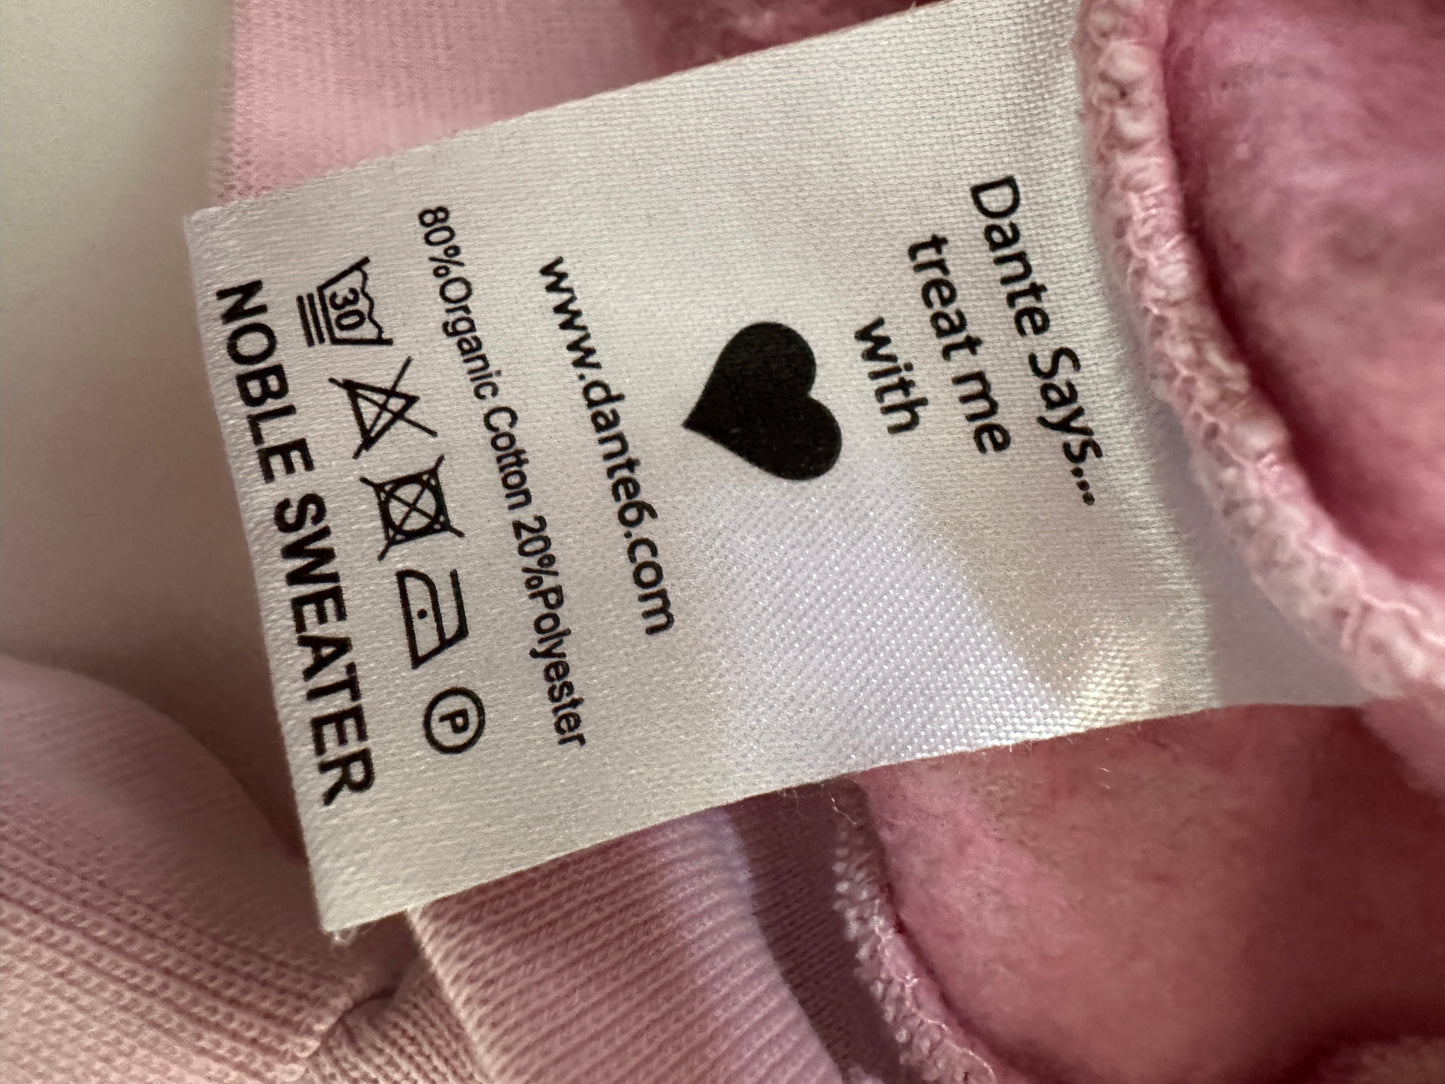 Dante Says...
treat me
with
www.dante6.com
80%Organic Cotton 20%Polyester
30 P
NOBLE SWEATER